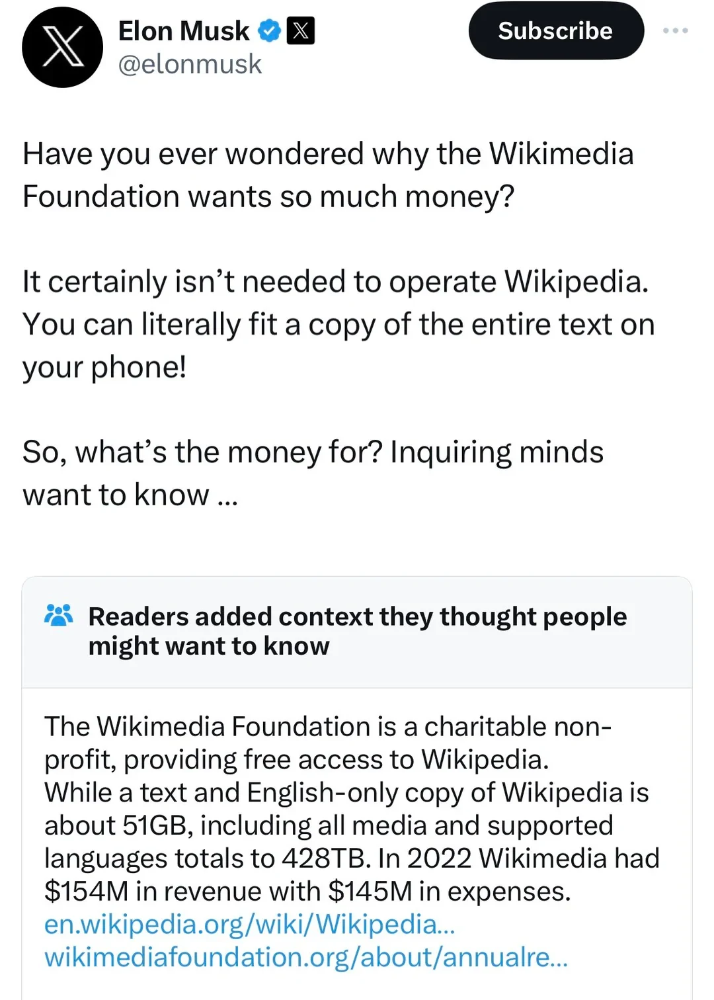 Elon Musk
@elonmusk
Subscribe
Have you ever wondered why the Wikimedia
Foundation wants so much money?
It certainly isn’t needed to operate Wikipedia.
You can literally fit a copy of the entire text on
your phone!
So, what’s the money for? Inquiring minds
want to know ...
Readers added context they thought people
might want to know
The Wikimedia Foundation is a charitable non-
profit, providing free access to Wikipedia.
While a text and English-only copy of Wikipedia is
about 51GB, including all media and supported
languages totals to 428TB. In 2022 Wikimedia had
$154M in revenue with $145M in expenses.
en.wikipedia.org/wiki/Wikipedia...
wikimediafoundation.org/about/annualre...